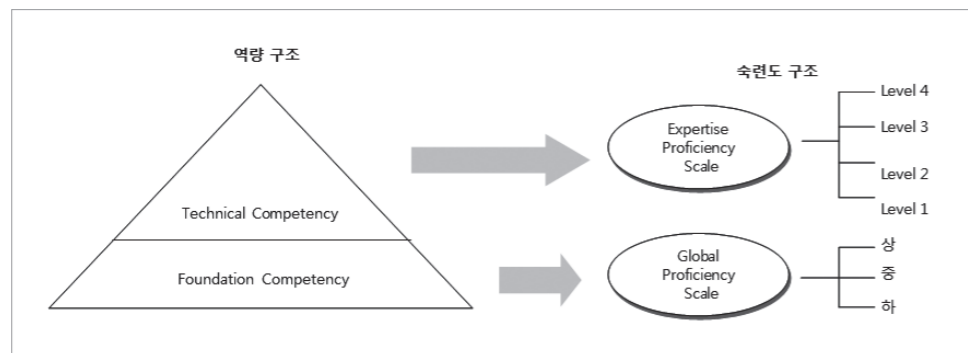 역량 구조
Technical Competency
Foundation Competency
숙련도 구조
Expertise
Proficiency
Scale
Level 4
Level 3
Level 2
Level 1
Global
Proficiency
Scale
상
중
하